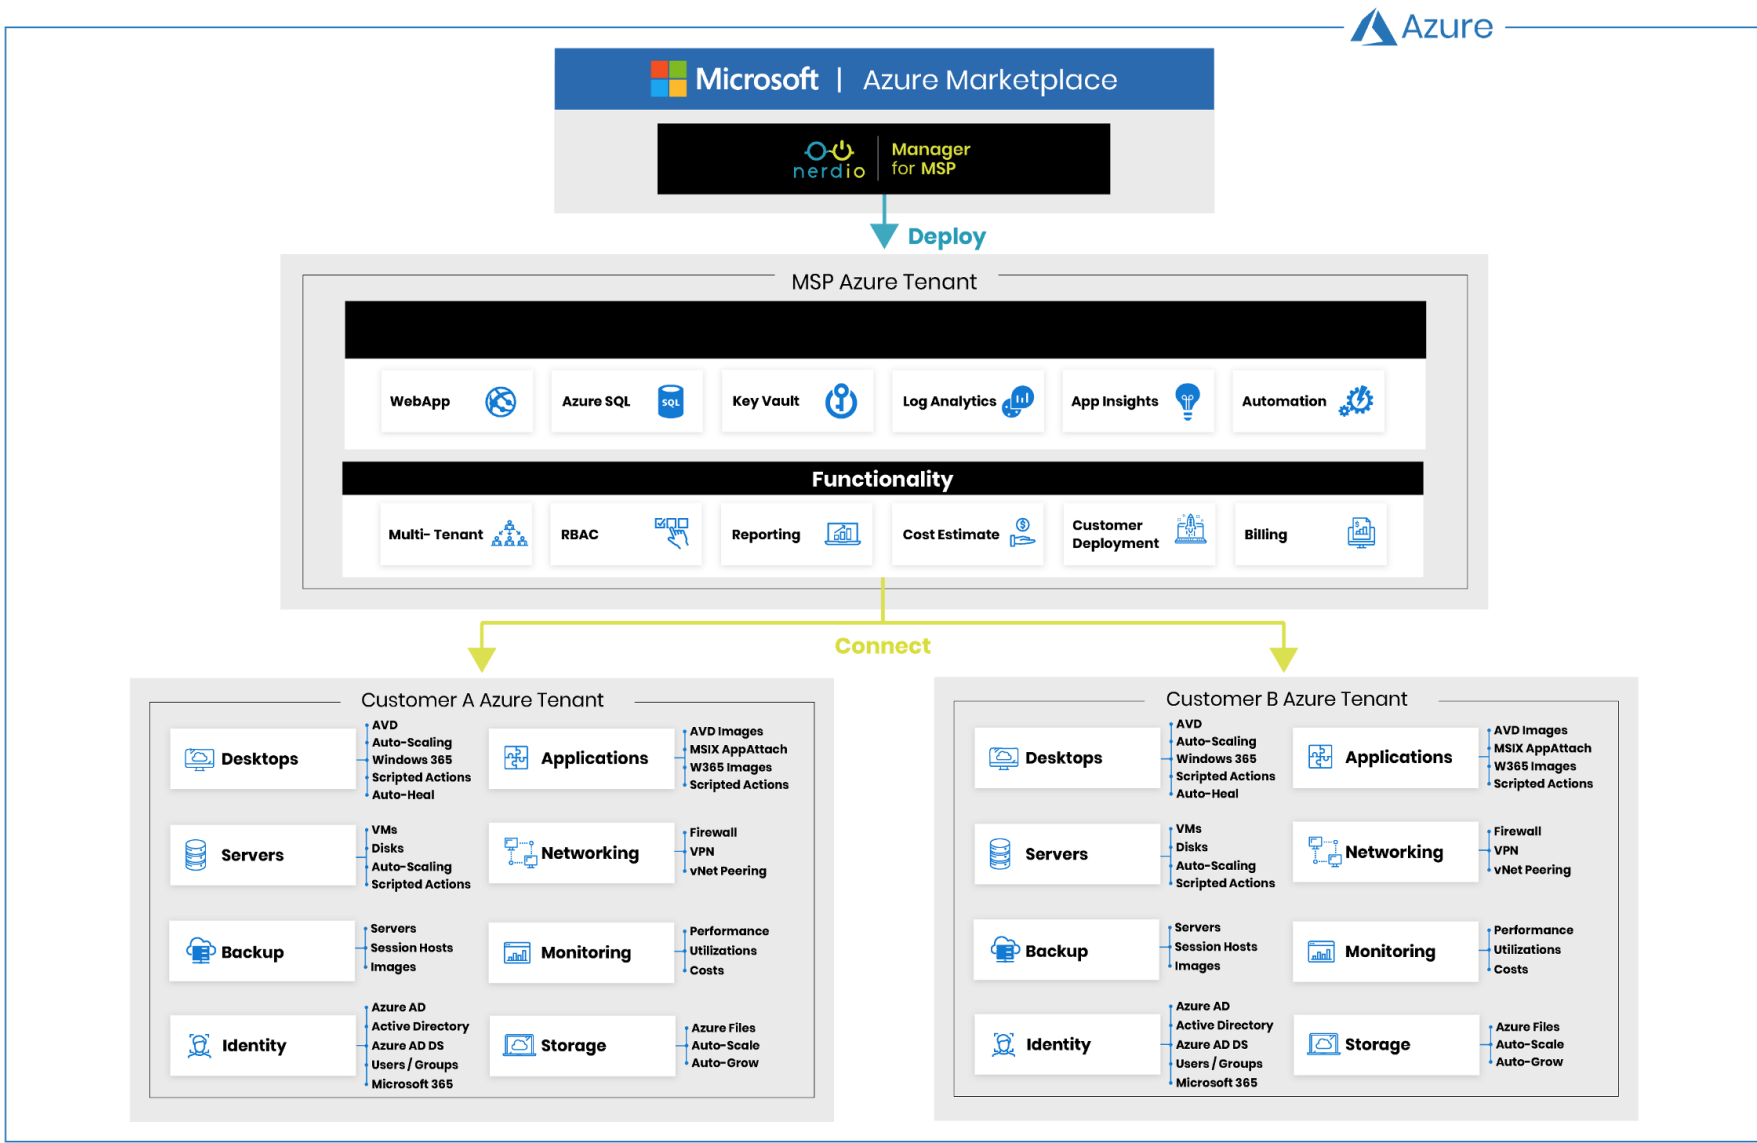 Azure
Microsoft | Azure Marketplace
nerdio
Manager
for MSP
Deploy
MSP Azure Tenant
WebApp
Azure SQL
SQL
Key Vault
Log Analytics
App Insights
Automation
Functionality
Multi- Tenant
RBAC
Reporting
Cost Estimate
Customer
Deployment
Billing
Connect
Customer A Azure Tenant
Desktops
AVD
Auto-Scaling
Windows 365
Scripted Actions
Auto-Heal
Applications
AVD Images
MSIX AppAttach
W365 Images
Scripted Actions
Servers
VMs
Disks
Auto-Scaling
Scripted Actions
Networking
Firewall
VPN
vNet Peering
Backup
Servers
Session Hosts
Images
Monitoring
Performance
Utilizations
Costs
Identity
Azure AD
Active Directory
Azure AD DS
Users / Groups
Microsoft 365
Storage
Azure Files
Auto-Scale
Auto-Grow
Customer B Azure Tenant
Desktops
AVD
Auto-Scaling
Windows 365
Scripted Actions
Auto-Heal
Applications
AVD Images
MSIX AppAttach
W365 Images
Scripted Actions
Servers
VMs
Disks
Auto-Scaling
Scripted Actions
Networking
Firewall
VPN
vNet Peering
Backup
Servers
Session Hosts
Images
Monitoring
Performance
Utilizations
Costs
Identity
Azure AD
Active Directory
Azure AD DS
Users / Groups
Microsoft 365
Storage
Azure Files
Auto-Scale
Auto-Grow